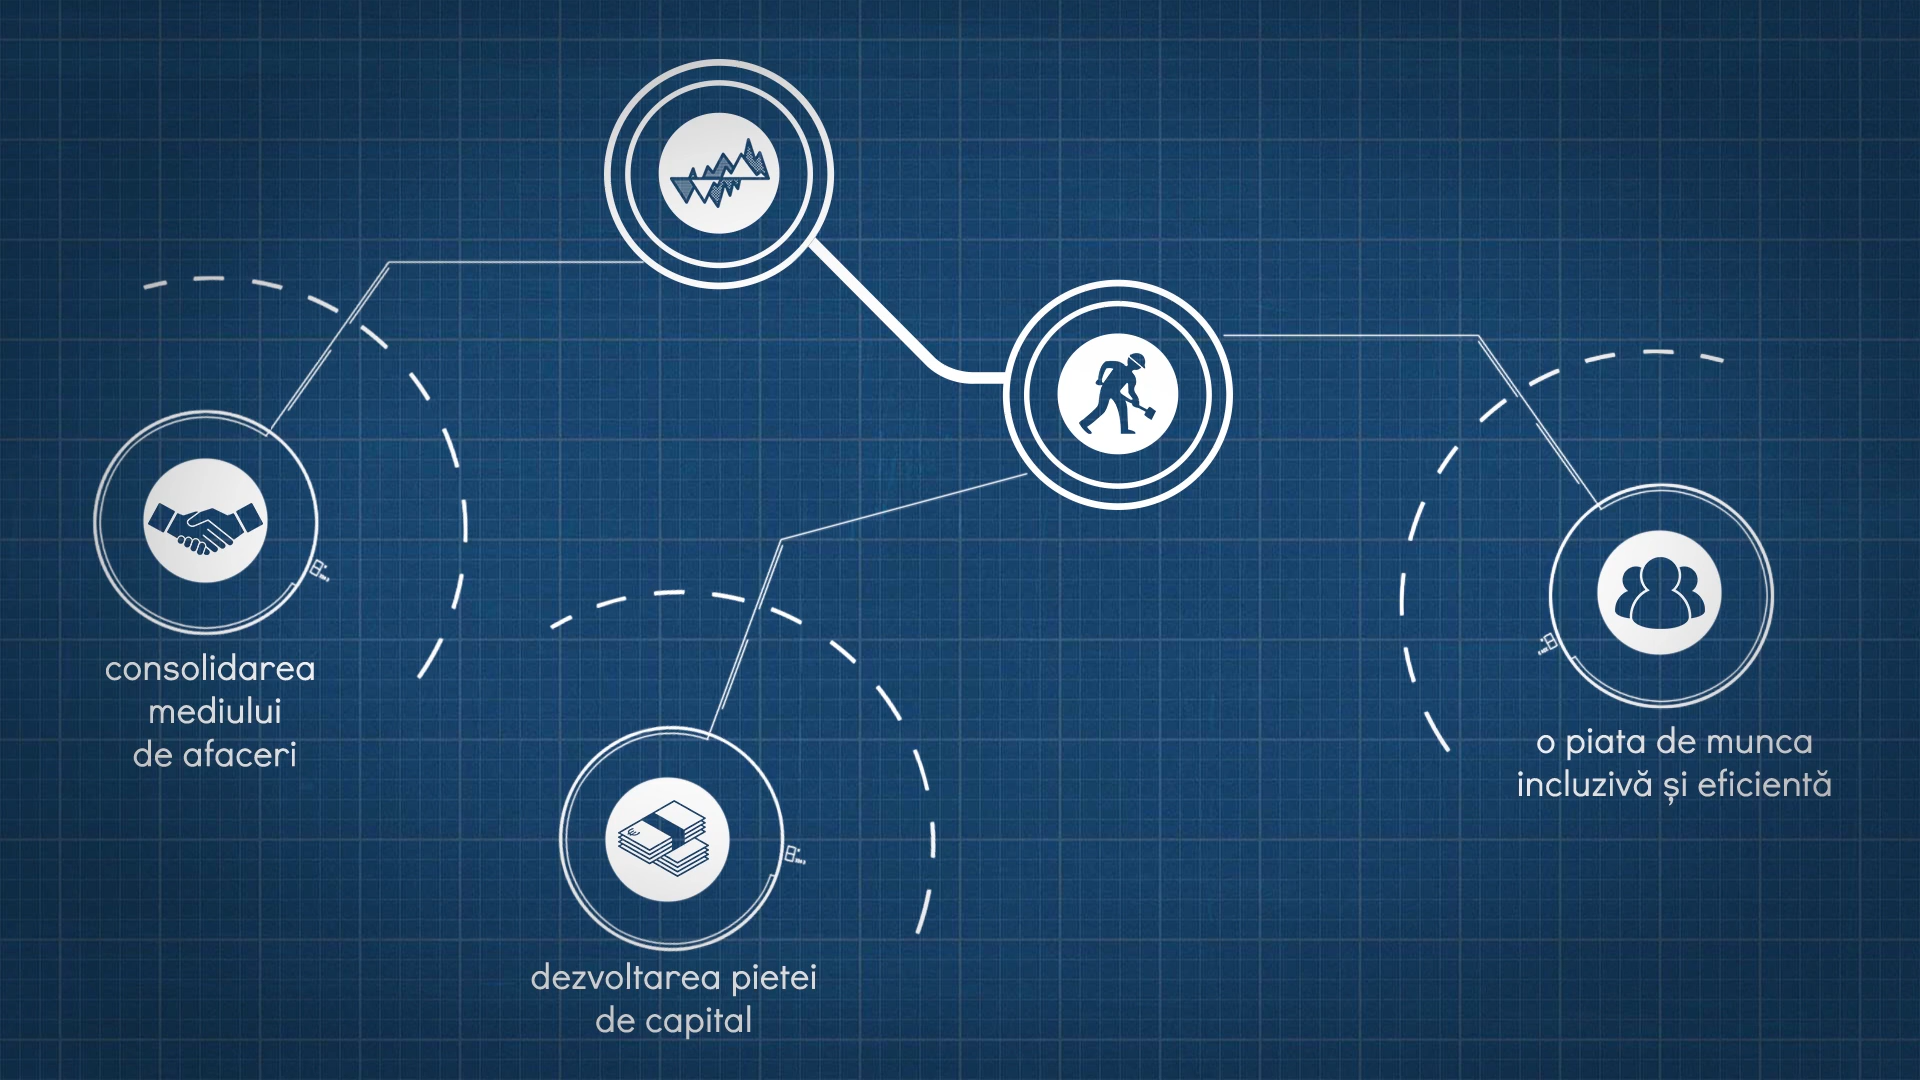 consolidarea
mediului
de afaceri
dezvoltarea pietei
de capital
o piata de munca
incluzivă și eficientă